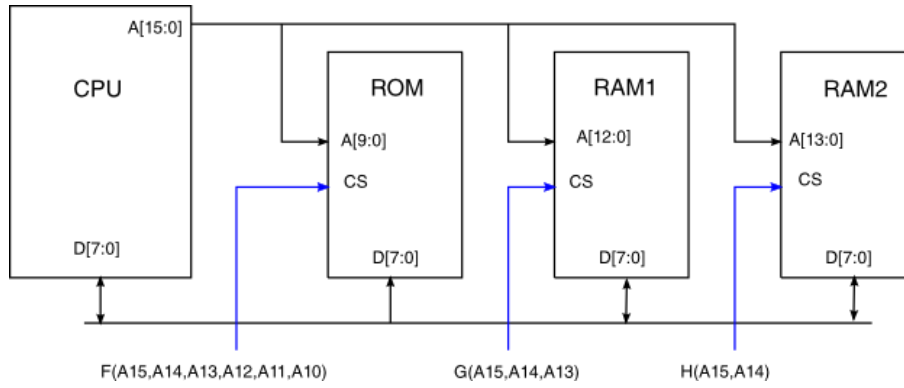 A[15:0]
CPU
ROM
RAM1
RAM2
A[9:0]
A[12:0]
A[13:0]
CS
CS
CS
D[7:0]
D[7:0]
D[7:0]
D[7:0]
F(A15,A14,A13,A12,A11,A10)
G(A15,A14,A13)
H(A15,A14)